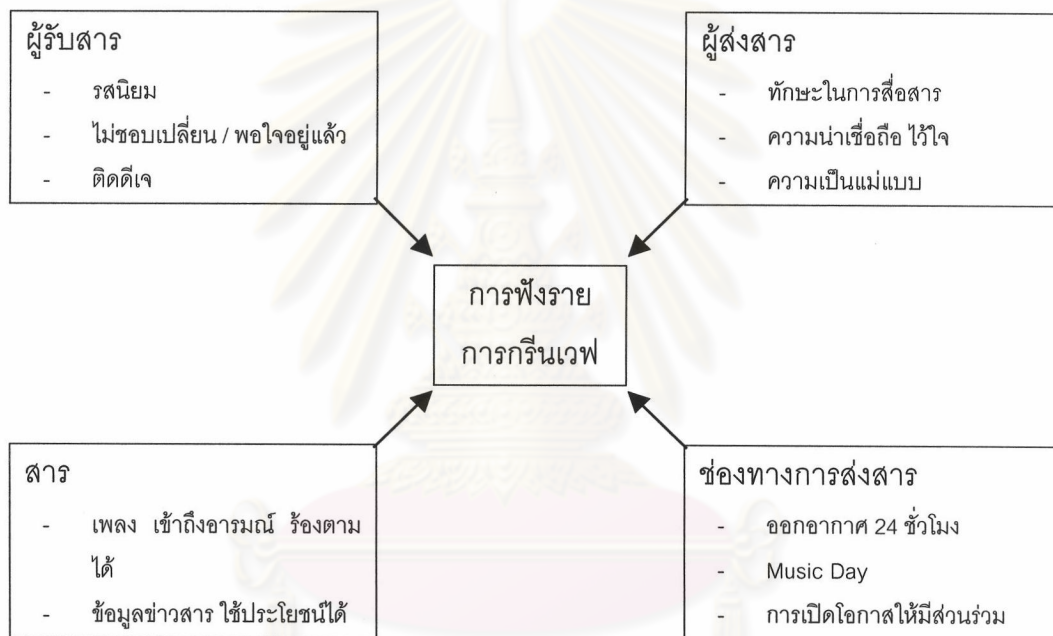 ผู้รับสาร
- รสนิยม
- ไม่ชอบเปลี่ยน / พอใจอยู่แล้ว
- ติดดีเจ
ผู้ส่งสาร
- ทักษะในการสื่อสาร
- ความน่าเชื่อถือ ไว้ใจ
- ความเป็นแม่แบบ
การฟังราย
การกรีนเวฟ
สาร
- เพลง เข้าถึงอารมณ์ ร้องตาม
ได้
- ข้อมูลข่าวสาร ใช้ประโยชน์ได้
ช่องทางการส่งสาร
- ออกอากาศ 24 ชั่วโมง
- Music Day
- การเปิดโอกาสให้มีส่วนร่วม